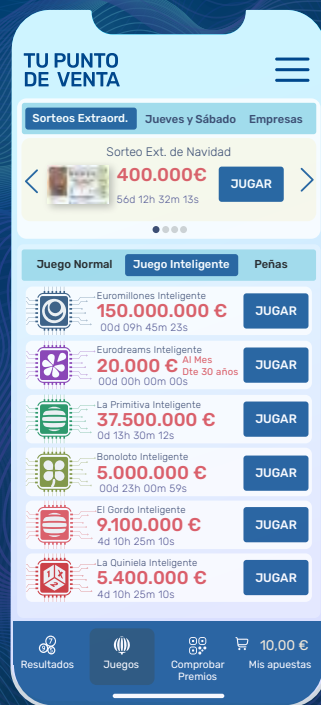 TU PUNTO
DE VENTA
Sorteos Extraord. Jueves y Sábado Empresas
Sorteo Ext. de Navidad
400.000€
JUGAR
56d 12h 32m 13s
Juego Normal Juego Inteligente Peñas
Euromillones Inteligente
150.000.000 €
00d 09h 45m 23s
JUGAR
Eurodreams Inteligente
20.000 € Al Mes
Dte 30 años
00d 00h 00m 00s
JUGAR
La Primitiva Inteligente
37.500.000 €
0d 13h 30m 12s
JUGAR
Bonoloto Inteligente
5.000.000 €
00d 23h 00m 59s
JUGAR
El Gordo Inteligente
9.100.000 €
4d 10h 25m 10s
JUGAR
La Quiniela Inteligente
5.400.000 €
4d 10h 25m 10s
JUGAR
10,00 €
Resultados Juegos Comprobar
Premios Mis apuestas